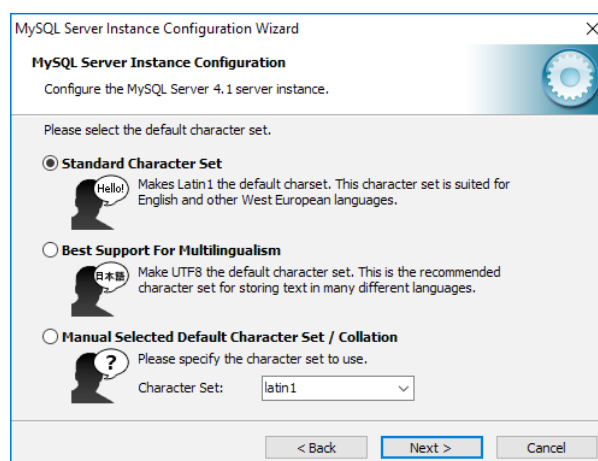 MySQL Server Instance Configuration Wizard
MySQL Server Instance Configuration
Configure the MySQL Server 4.1 server instance.
Please select the default character set.
Standard Character Set
Hello!
Makes Latin1 the default charset. This character set is suited for
English and other West European languages.
Best Support For Multilingualism
日本語
Make UTF8 the default character set. This is the recommended
character set for storing text in many different languages.
Manual Selected Default Character Set / Collation
?
Please specify the character set to use.
Character Set: latin1
< Back Next > Cancel